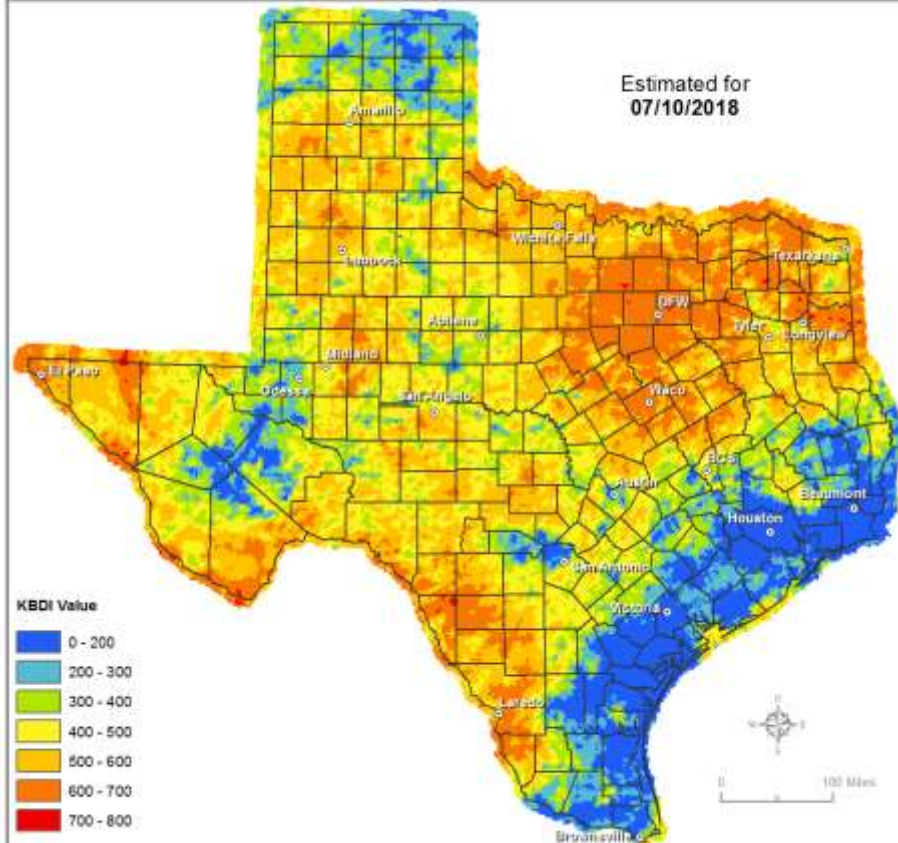 Estimated for
07/10/2018
Amarillo
Wichita Falls
Lubbock
Texarkana
DFW
Abilene
Tyler
Longview
Midland
El Paso
Odessa
San Angelo
Waco
BCS
Austin
Beaumont
Houston
San Antonio
Victoria
Laredo
Brownsville
KBDI Value
0 - 200
200 - 300
300 - 400
400 - 500
500 - 600
600 - 700
700 - 800
0
100 Miles